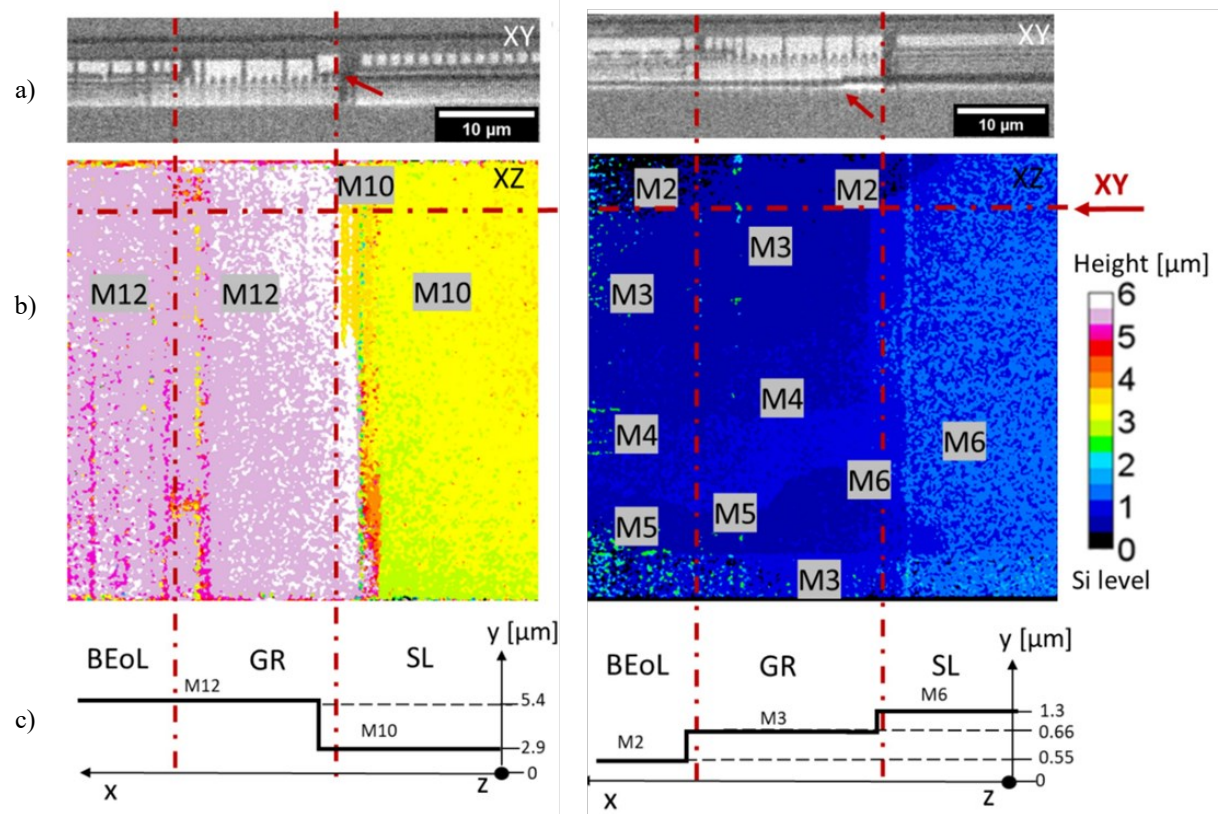 a)
XY
10 µm
XY
10 µm
b)
XZ
M10
M12
M12
M10
XZ
M2
M2
M3
M3
M4
M4
M6
M6
M5
M5
M3
XY
Height [µm]
6
5
4
3
2
1
0
Si level
c)
BEoL
GR
SL
y [µm]
M12
M10
5.4
2.9
0
x
z
BEoL
GR
SL
y [µm]
M2
M3
M6
1.3
0.66
0.55
0
x
z